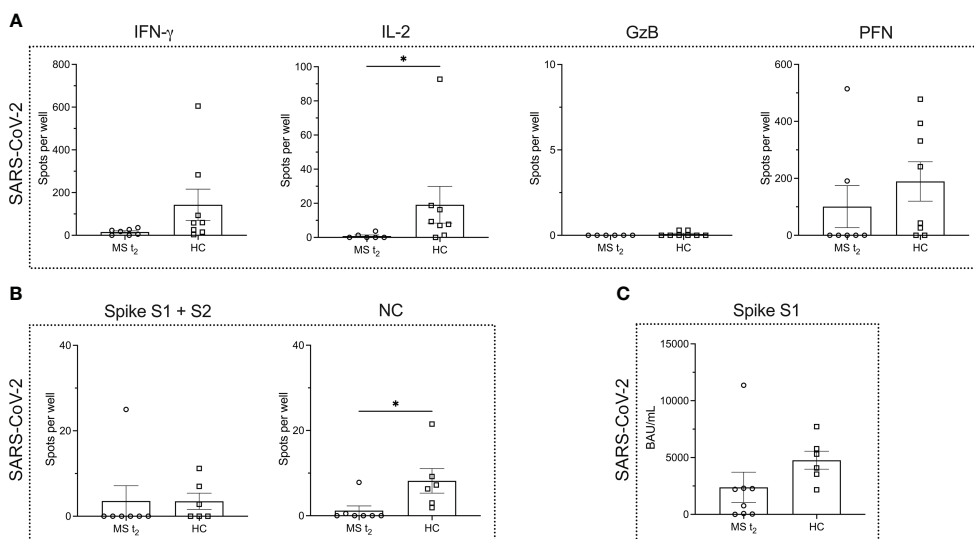 A
IFN-γ
IL-2
GzB
PFN
SARS-CoV-2
Spots per well
800
600
400
200
0
MS t₂
HC
Spots per well
100
80
60
40
20
0
*
MS t₂
HC
Spots per well
10
5
0
MS t₂
HC
Spots per well
600
400
200
0
MS t₂
HC
B
Spike S1 + S2
NC
SARS-CoV-2
Spots per well
40
20
0
MS t₂
HC
Spots per well
40
20
0
*
MS t₂
HC
C
Spike S1
SARS-CoV-2
BAU/mL
15000
10000
5000
0
MS t₂
HC